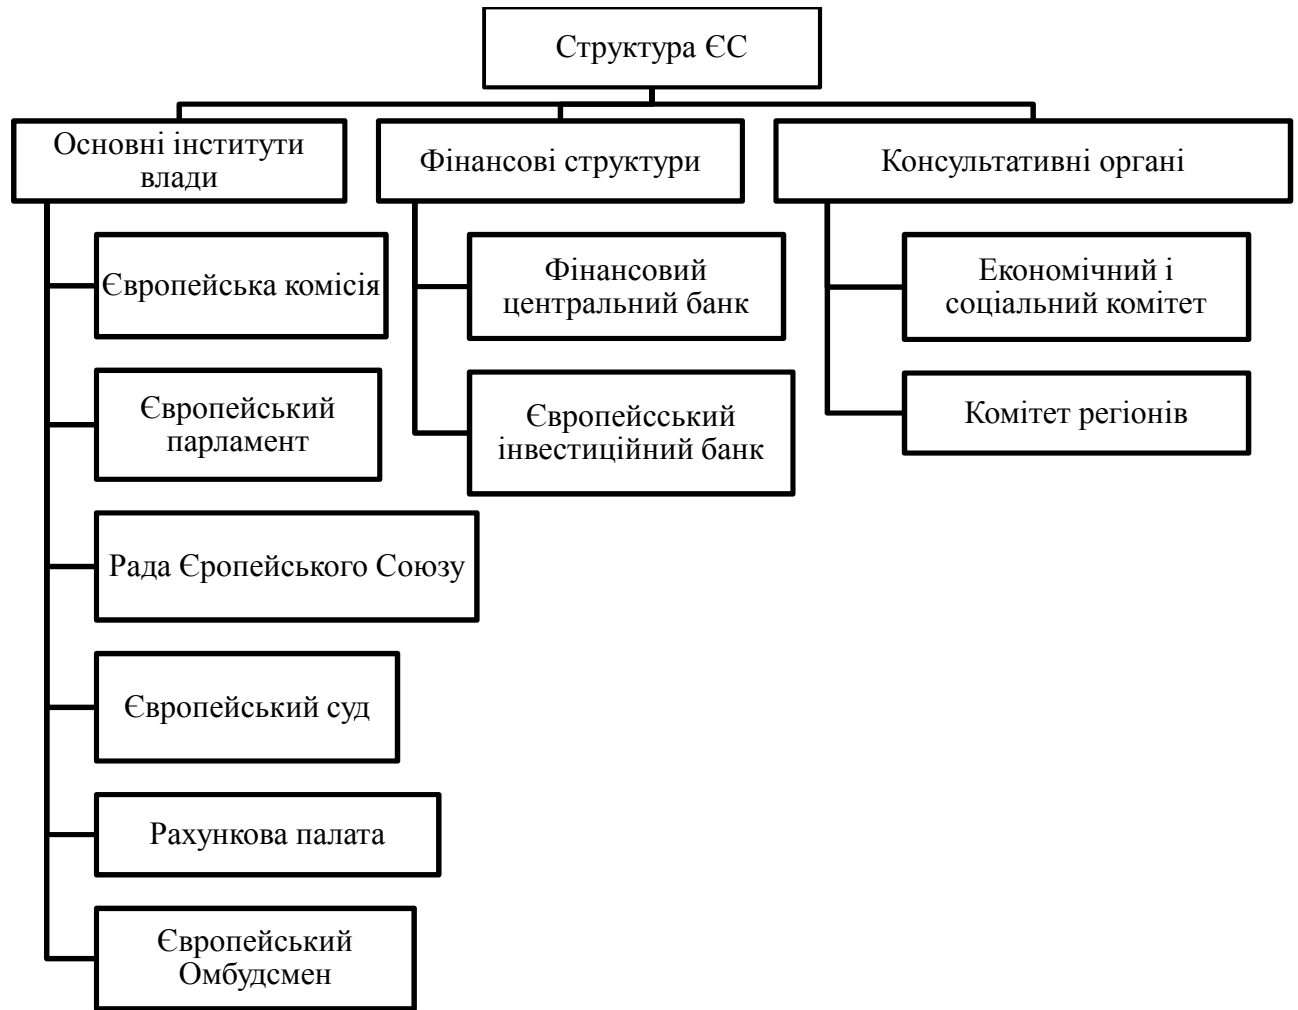 Структура ЄС
Основні інститути
влади
Європейська комісія
Європейський
парламент
Рада Єропейського Союзу
Європейський суд
Рахункова палата
Європейський
Омбудсмен
Фінансові структури
Фінансовий
центральний банк
Європейсський
інвестиційний банк
Консультативні органі
Економічний і
соціальний комітет
Комітет регіонів